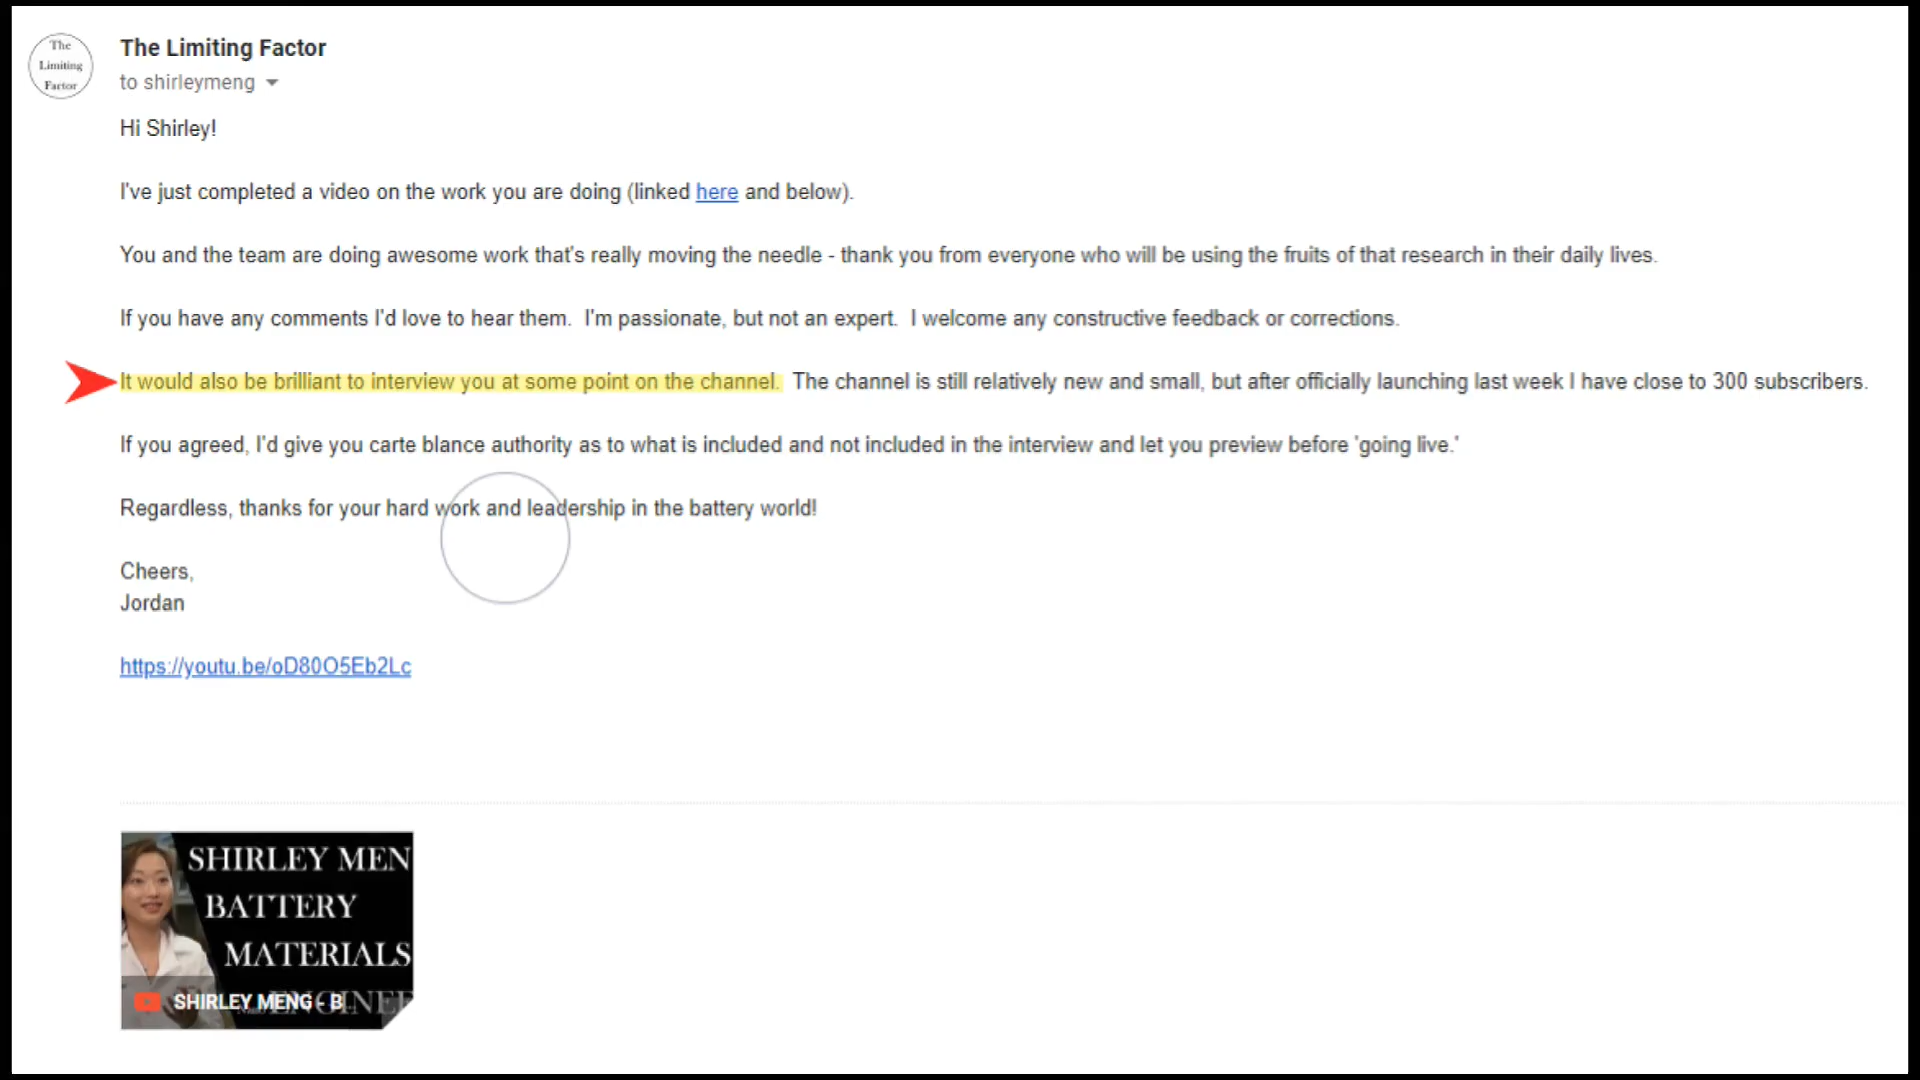 The
Limiting
Factor
The Limiting Factor
to shirleymeng
Hi Shirley!
I've just completed a video on the work you are doing (linked here and below).
You and the team are doing awesome work that's really moving the needle - thank you from everyone who will be using the fruits of that research in their daily lives.
If you have any comments I'd love to hear them.  I'm passionate, but not an expert.  I welcome any constructive feedback or corrections.
It would also be brilliant to interview you at some point on the channel.  The channel is still relatively new and small, but after officially launching last week I have close to 300 subscribers.
If you agreed, I'd give you carte blance authority as to what is included and not included in the interview and let you preview before 'going live.'
Regardless, thanks for your hard work and leadership in the battery world!
Cheers,
Jordan
https://youtu.be/oD80O5Eb2Lc
SHIRLEY MEN
BATTERY
MATERIALS
ENGINEE
SHIRLEY MENG - B